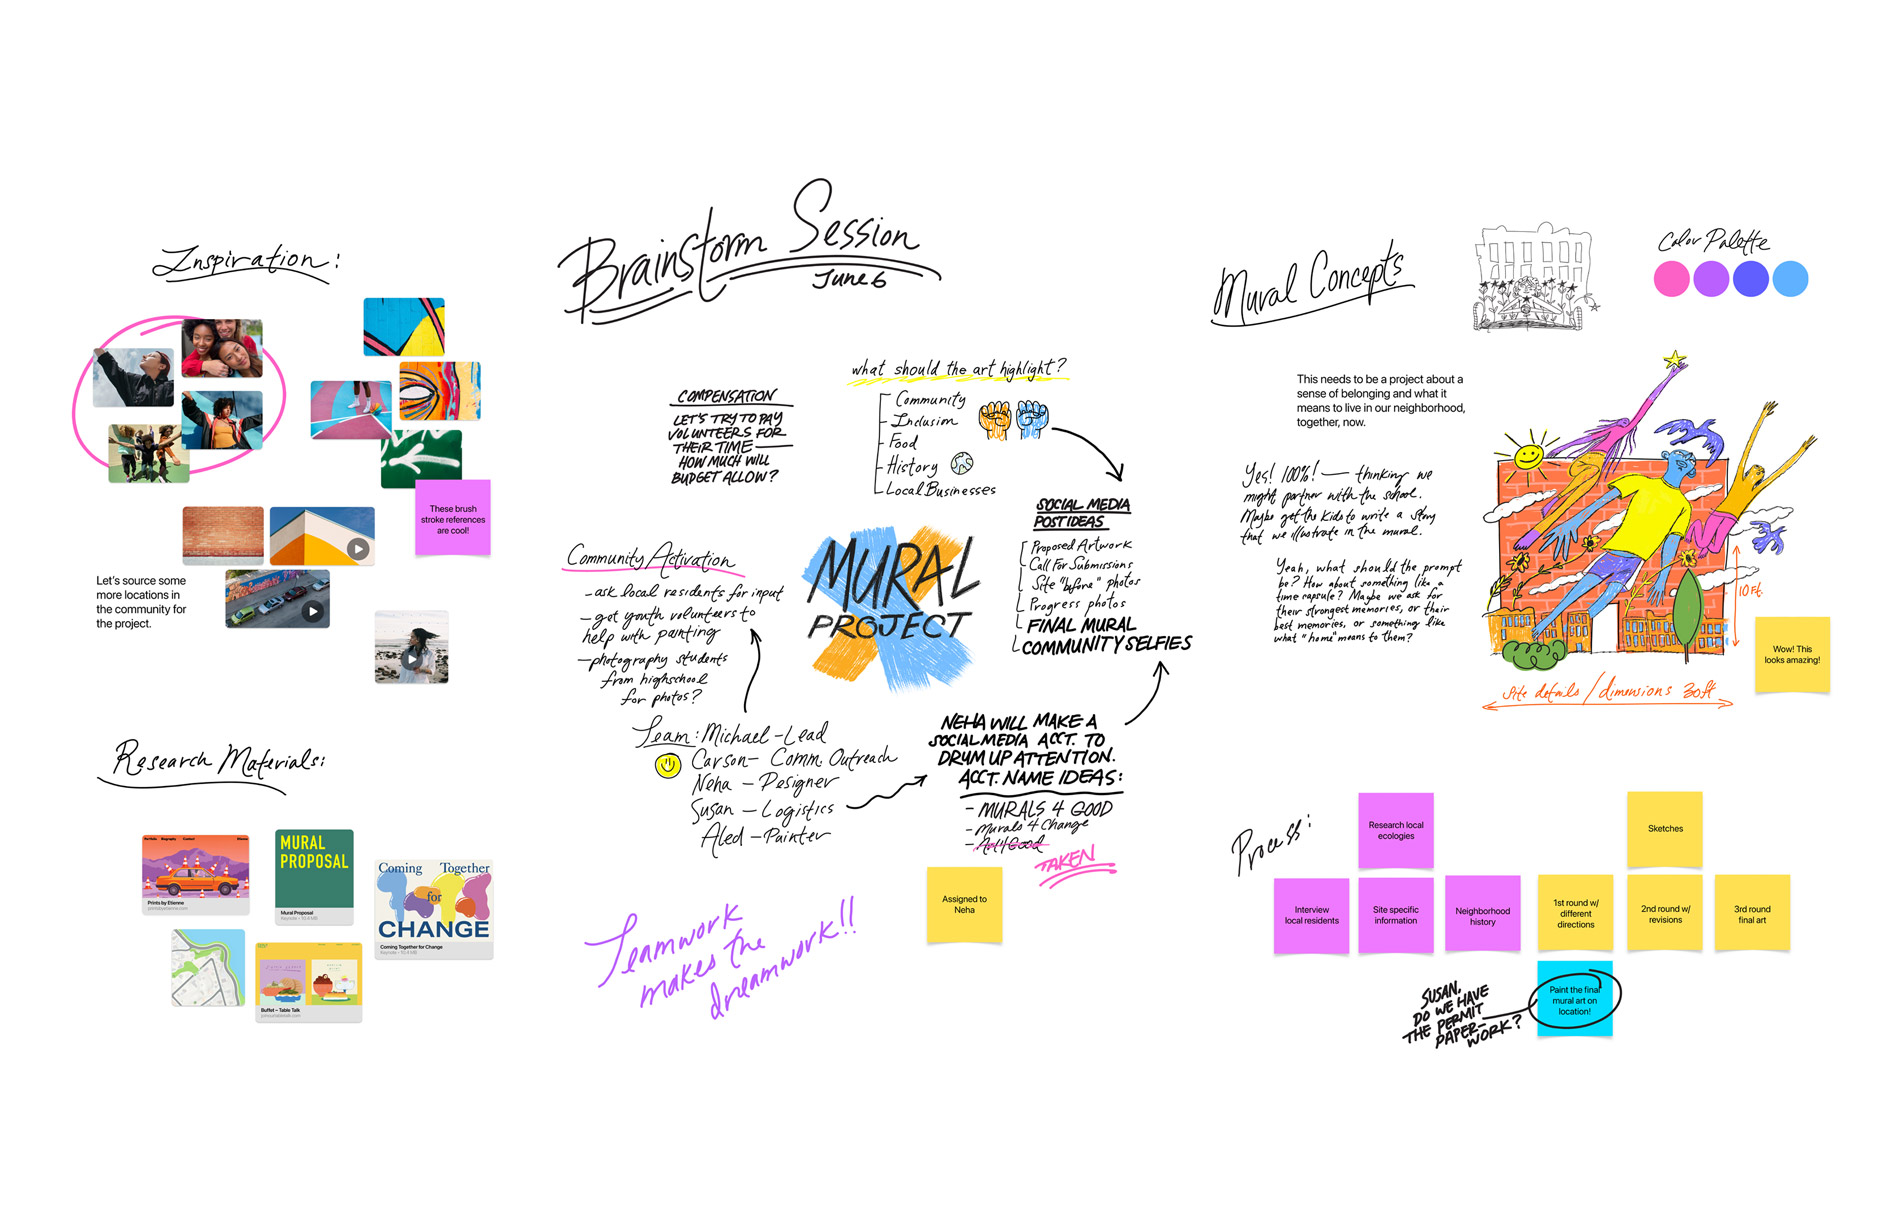 Inspiration:
These brush
stroke references
are cool!
Let's source some
more locations in
the community for
the project.
Research Materials:
Portfolio Biography Contact Etienne
Prints by Etienne
printsbyetienne.com
MURAL
PROPOSAL
Mural Proposal
Keynote · 10.4 MB
Coming Together
for
CHANGE
Coming Together for Change
Keynote · 10.4 MB
Buffet – Table Talk
Brainstorm Session
June 6
COMPENSATION
LET'S TRY TO PAY
VOLUNTEERS FOR
THEIR TIME —
HOW MUCH WILL
BUDGET ALLOW?
what should the art highlight?
Community
- Inclusion
- Food
- History
Local Businesses
SOCIAL MEDIA
POST IDEAS
Proposed Artwork
Call For Submissions
Site "before" photos
Progress photos
FINAL MURAL
COMMUNITY SELFIES
Community Activation
- ask local residents for input
- get youth volunteers to
help with painting
- photography students
from highschool
for photos?
MURAL
PROJECT
Team: Michael - Lead
Carson - Comm. Outreach
Neha - Designer
Susan - Logistics
Aled - Painter
NEHA WILL MAKE A
SOCIAL MEDIA ACCT. TO
DRUM UP ATTENTION.
ACCT. NAME IDEAS:
- MURALS 4 GOOD
- Murals 4 Change
- Art4Good
TAKEN
Assigned to
Neha
Teamwork
makes the
dreamwork!!
Mural Concepts
Color Palette
This needs to be a project about a
sense of belonging and what it
means to live in our neighborhood,
together, now.
Yes! 100%! — thinking we
might partner with the school.
Maybe get the kids to write a story
that we illustrate in the mural.
Yeah, what should the prompt
be? How about something like a
time capsule? Maybe we ask for
their strongest memories, or their
best memories, or something like
what "home" means to them?
10 Ft.
Site details / dimensions 30ft
Wow! This
looks amazing!
Process:
Research local
ecologies
Sketches
Interview
local residents
Site specific
information
Neighborhood
history
1st round w/
different
directions
2nd round w/
revisions
3rd round
final art
SUSAN,
DO WE HAVE
THE PERMIT
PAPER-
WORK?
Paint the final
mural art on
location!